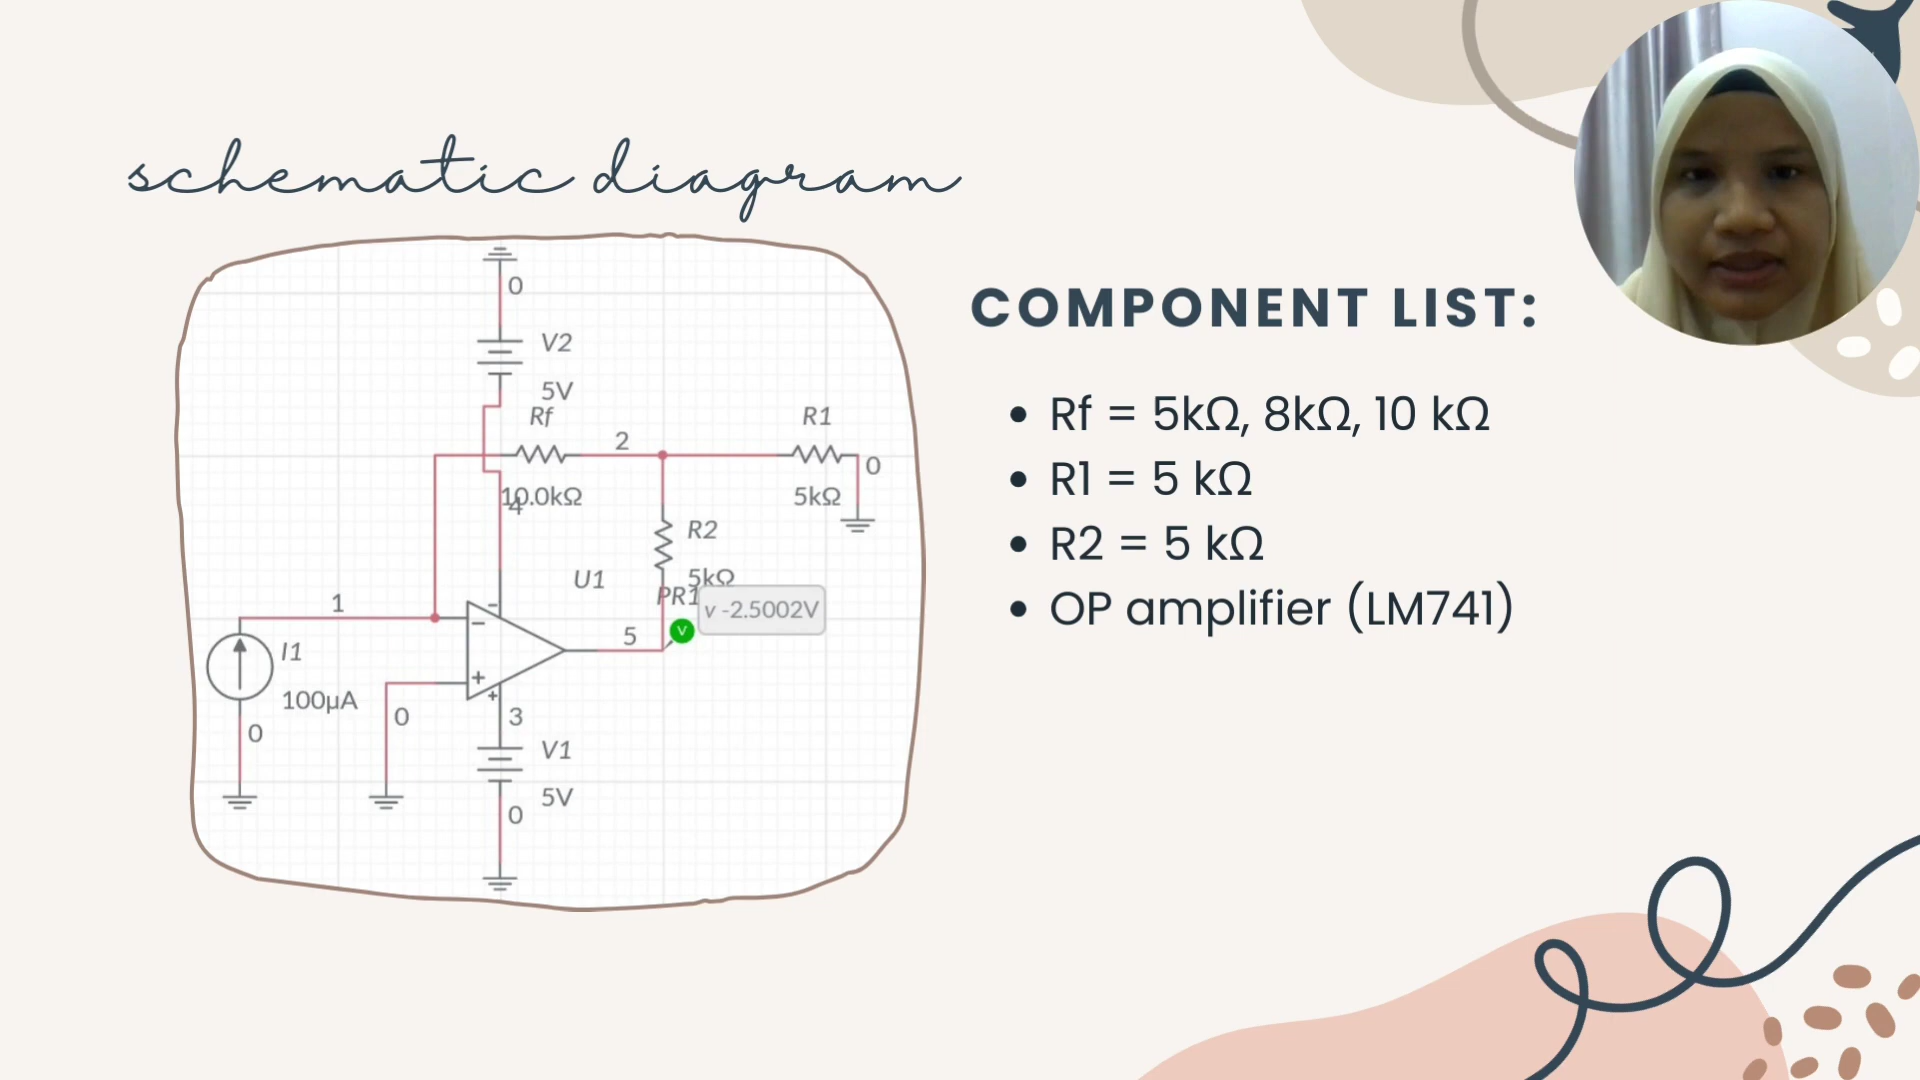 schematic diagram
0
V2
5V
Rf
2
R1
0
10.0kΩ
4
5kΩ
R2
5kΩ
U1
PR1
v -2.5002V
V
1
5
I1
100µA
0
0
3
V1
5V
0
COMPONENT LIST:
• Rf = 5kΩ, 8kΩ, 10 kΩ
• R1 = 5 kΩ
• R2 = 5 kΩ
• OP amplifier (LM741)